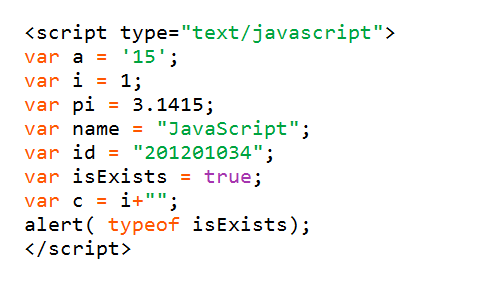 <script type="text/javascript">
var a = '15';
var i = 1;
var pi = 3.1415;
var name = "JavaScript";
var id = "201201034";
var isExists = true;
var c = i+"";
alert( typeof isExists);
</script>